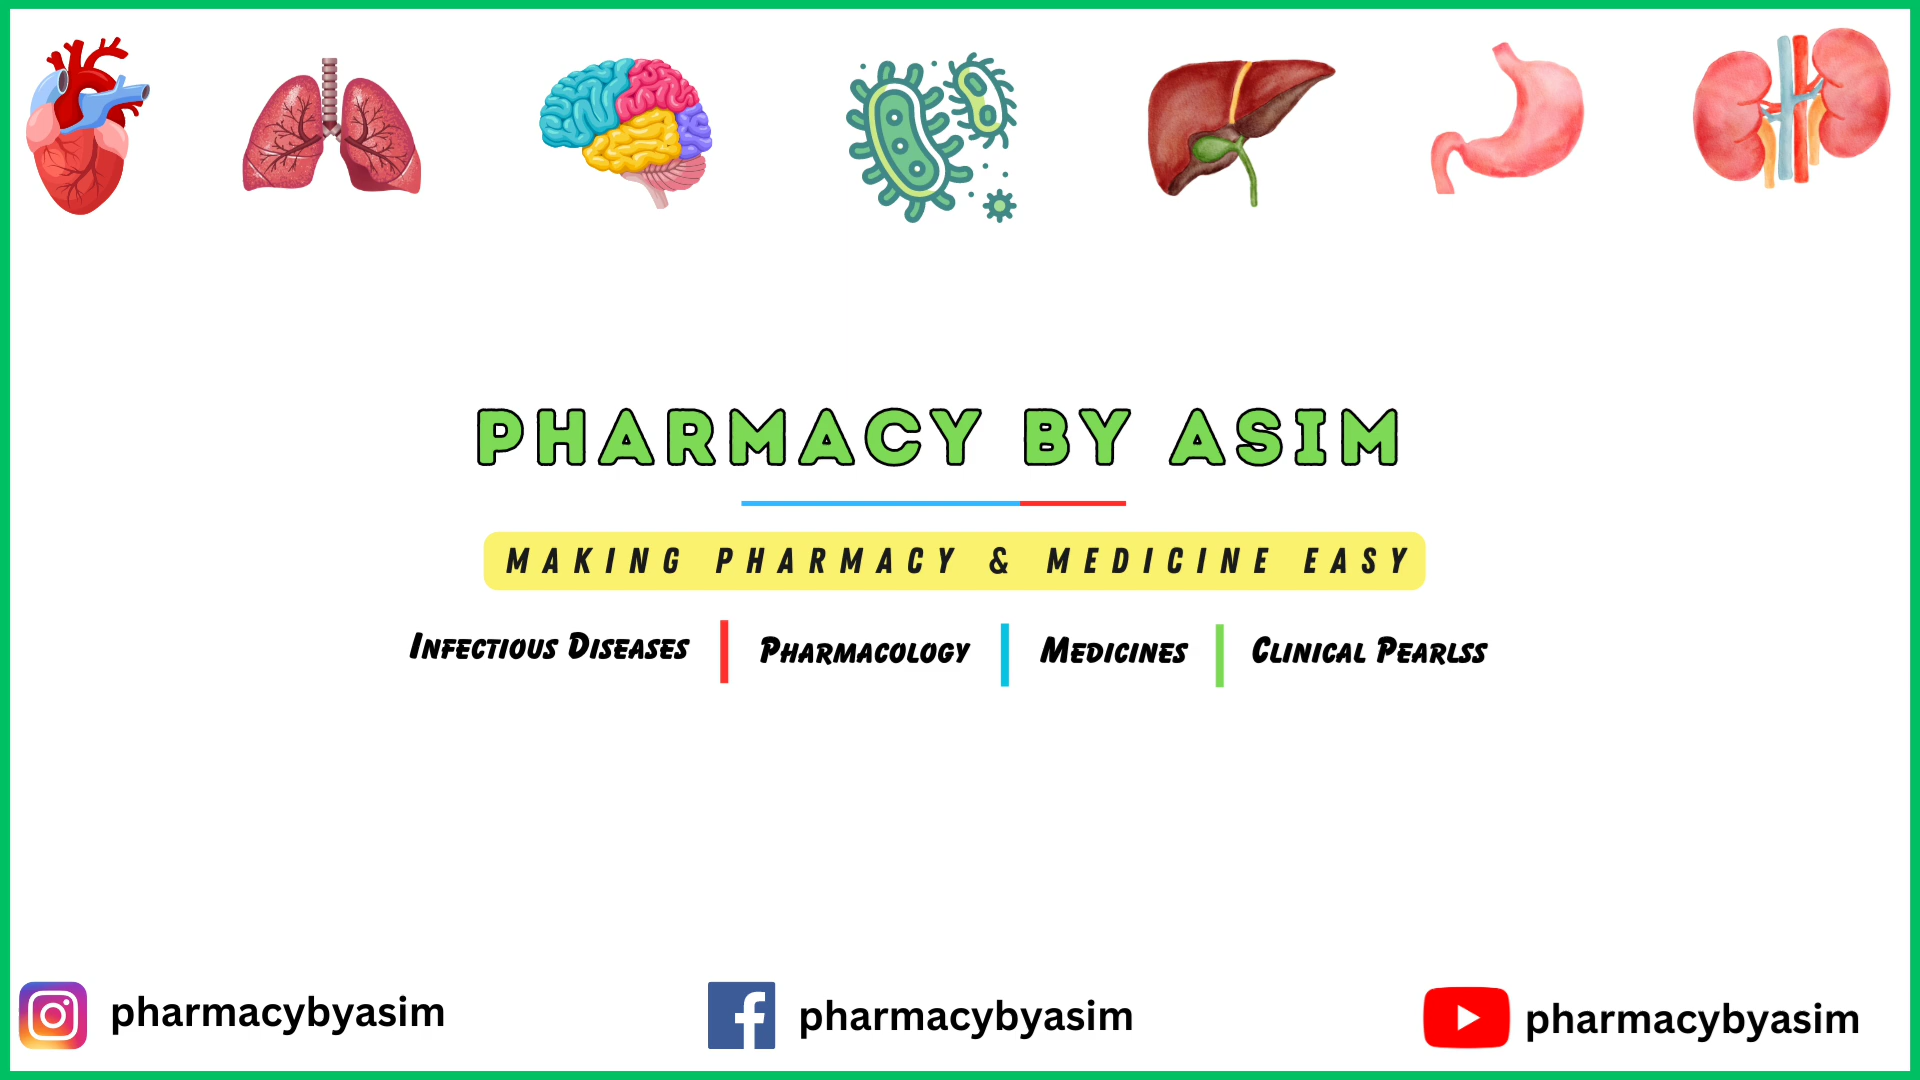 PHARMACY BY ASIM
MAKING PHARMACY & MEDICINE EASY
Infectious Diseases
Pharmacology
Medicines
Clinical Pearlss
pharmacybyasim
pharmacybyasim
pharmacybyasim